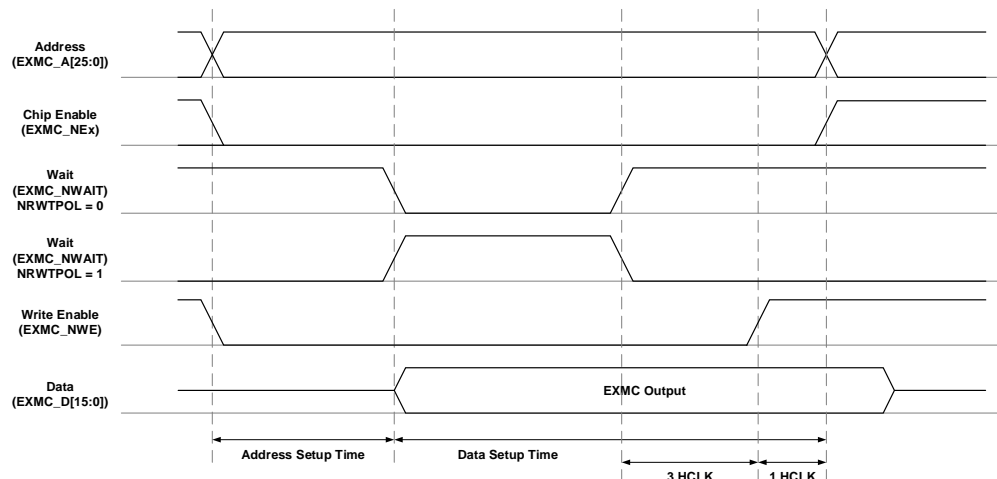 Address
(EXMC_A[25:0])
Chip Enable
(EXMC_NEx)
Wait
(EXMC_NWAIT)
NRWTPOL = 0
Wait
(EXMC_NWAIT)
NRWTPOL = 1
Write Enable
(EXMC_NWE)
Data
(EXMC_D[15:0])
EXMC Output
Address Setup Time
Data Setup Time
3 HCLK
1 HCLK